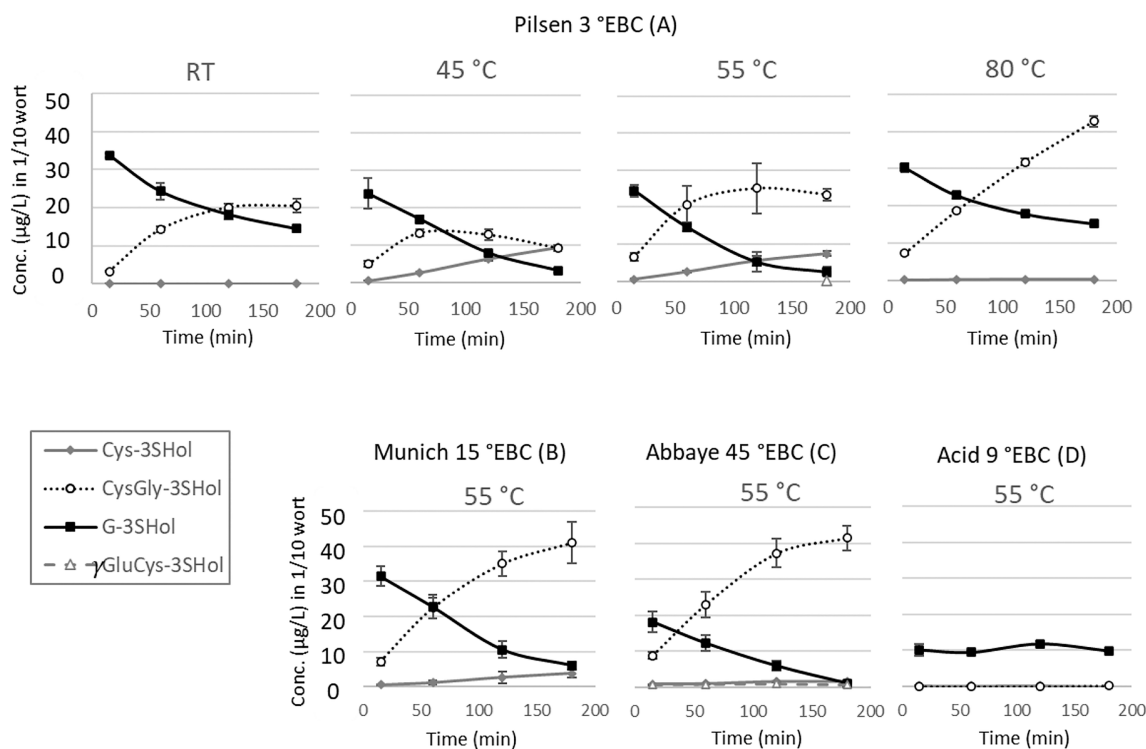 Pilsen 3 °EBC (A)
RT
45 °C
55 °C
80 °C
Conc. (µg/L) in 1/10 wort
50
40
30
20
10
0
0 50 100 150 200
0 50 100 150 200
0 50 100 150 200
0 50 100 150 200
Time (min)
Time (min)
Time (min)
Time (min)
Cys-3SHol
CysGly-3SHol
G-3SHol
γGluCys-3SHol
Munich 15 °EBC (B)
Abbaye 45 °EBC (C)
Acid 9 °EBC (D)
55 °C
55 °C
55 °C
Conc. (µg/L) in 1/10 wort
50
40
30
20
10
0
0 50 100 150 200
0 50 100 150 200
0 50 100 150 200
Time (min)
Time (min)
Time (min)